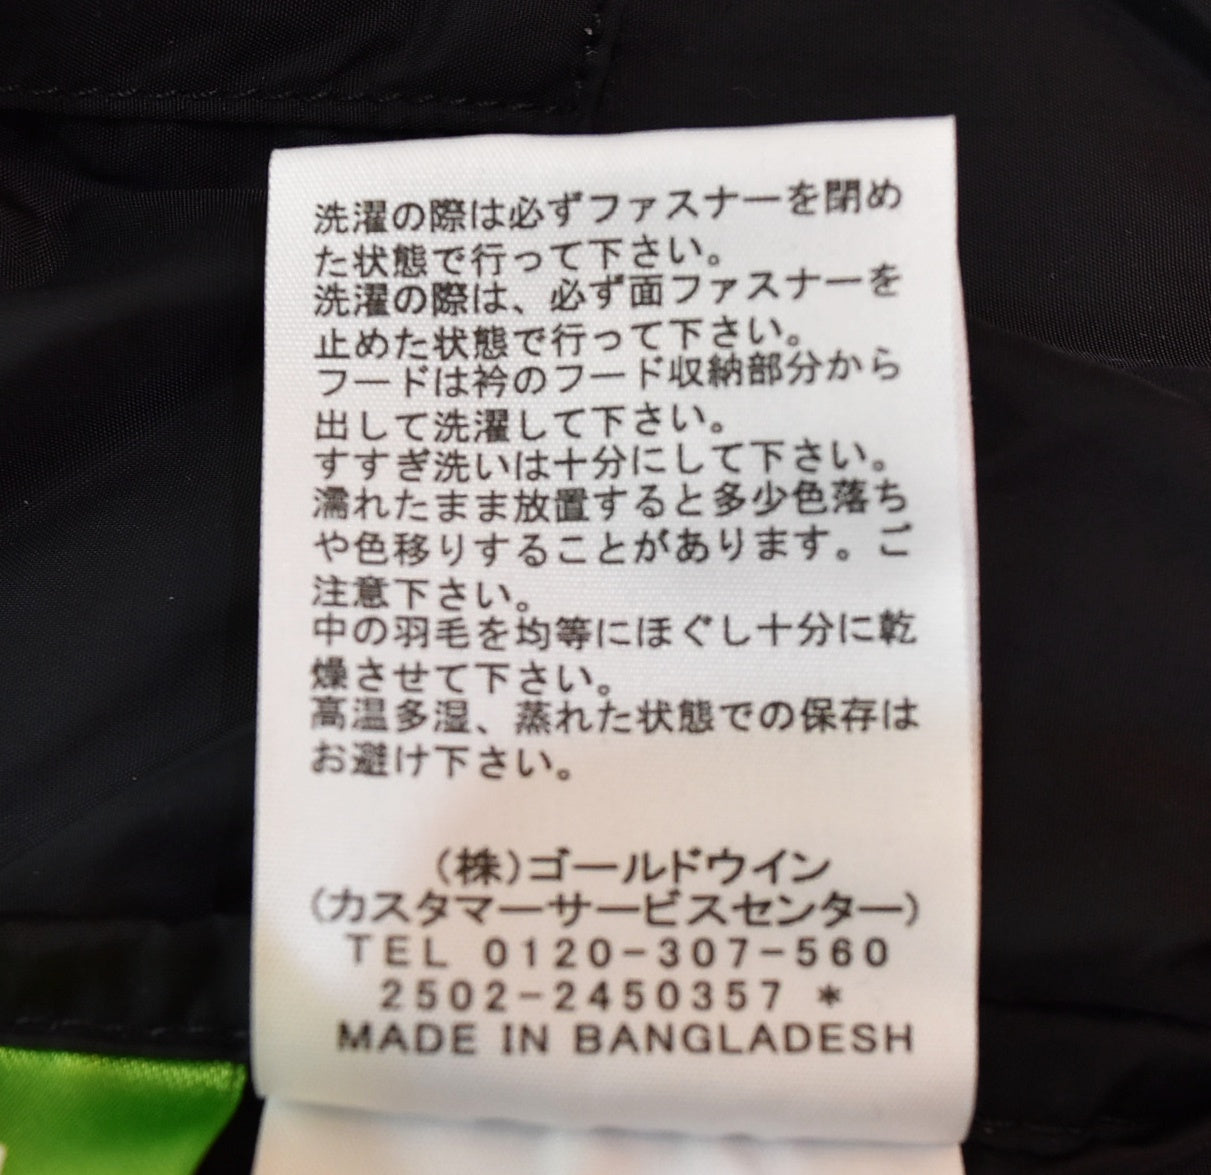 洗濯の際は必ずファスナーを閉め
た状態で行って下さい。
洗濯の際は、必ず面ファスナーを
止めた状態で行って下さい。
フードは衿のフード収納部分から
出して洗濯して下さい。
すすぎ洗いは十分にして下さい。
濡れたまま放置すると多少色落ち
や色移りすることがあります。ご
注意下さい。
中の羽毛を均等にほぐし十分に乾
燥させて下さい。
高温多湿、蒸れた状態での保存は
お避け下さい。
(株)ゴールドウイン
(カスタマーサービスセンター)
TEL 0120-307-560
2502-2450357 *
MADE IN BANGLADESH